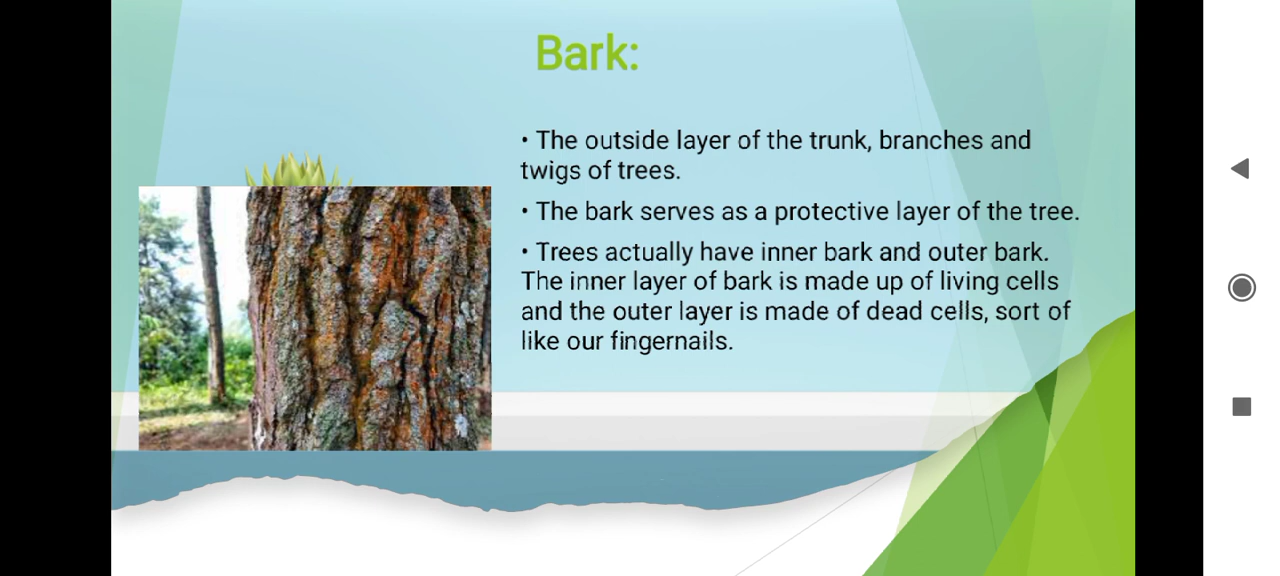 Bark:
• The outside layer of the trunk, branches and
twigs of trees.
• The bark serves as a protective layer of the tree.
• Trees actually have inner bark and outer bark.
The inner layer of bark is made up of living cells
and the outer layer is made of dead cells, sort of
like our fingernails.